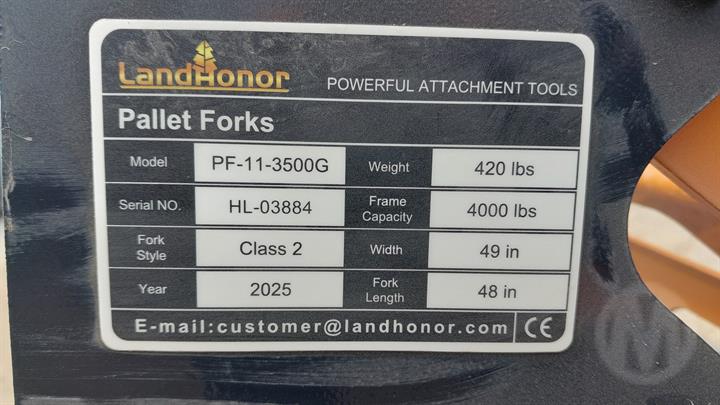 LandHonor
POWERFUL ATTACHMENT TOOLS
Pallet Forks
Model PF-11-3500G Weight 420 lbs
Serial NO. HL-03884 Frame Capacity 4000 lbs
Fork Style Class 2 Width 49 in
Year 2025 Fork Length 48 in
E-mail:customer@landhonor.com CE
M